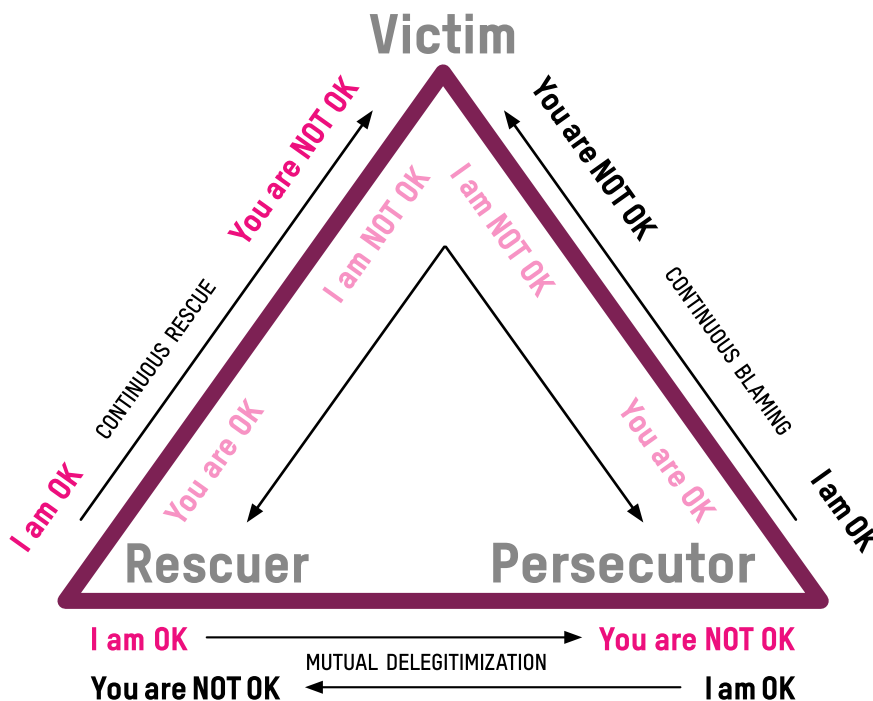 Victim
You are NOT OK
You are NOT OK
I am NOT OK
I am NOT OK
CONTINUOUS RESCUE
CONTINUOUS BLAMING
You are OK
You are OK
I am OK
I am OK
Rescuer
Persecutor
I am OK
You are NOT OK
MUTUAL DELEGITIMIZATION
You are NOT OK
I am OK